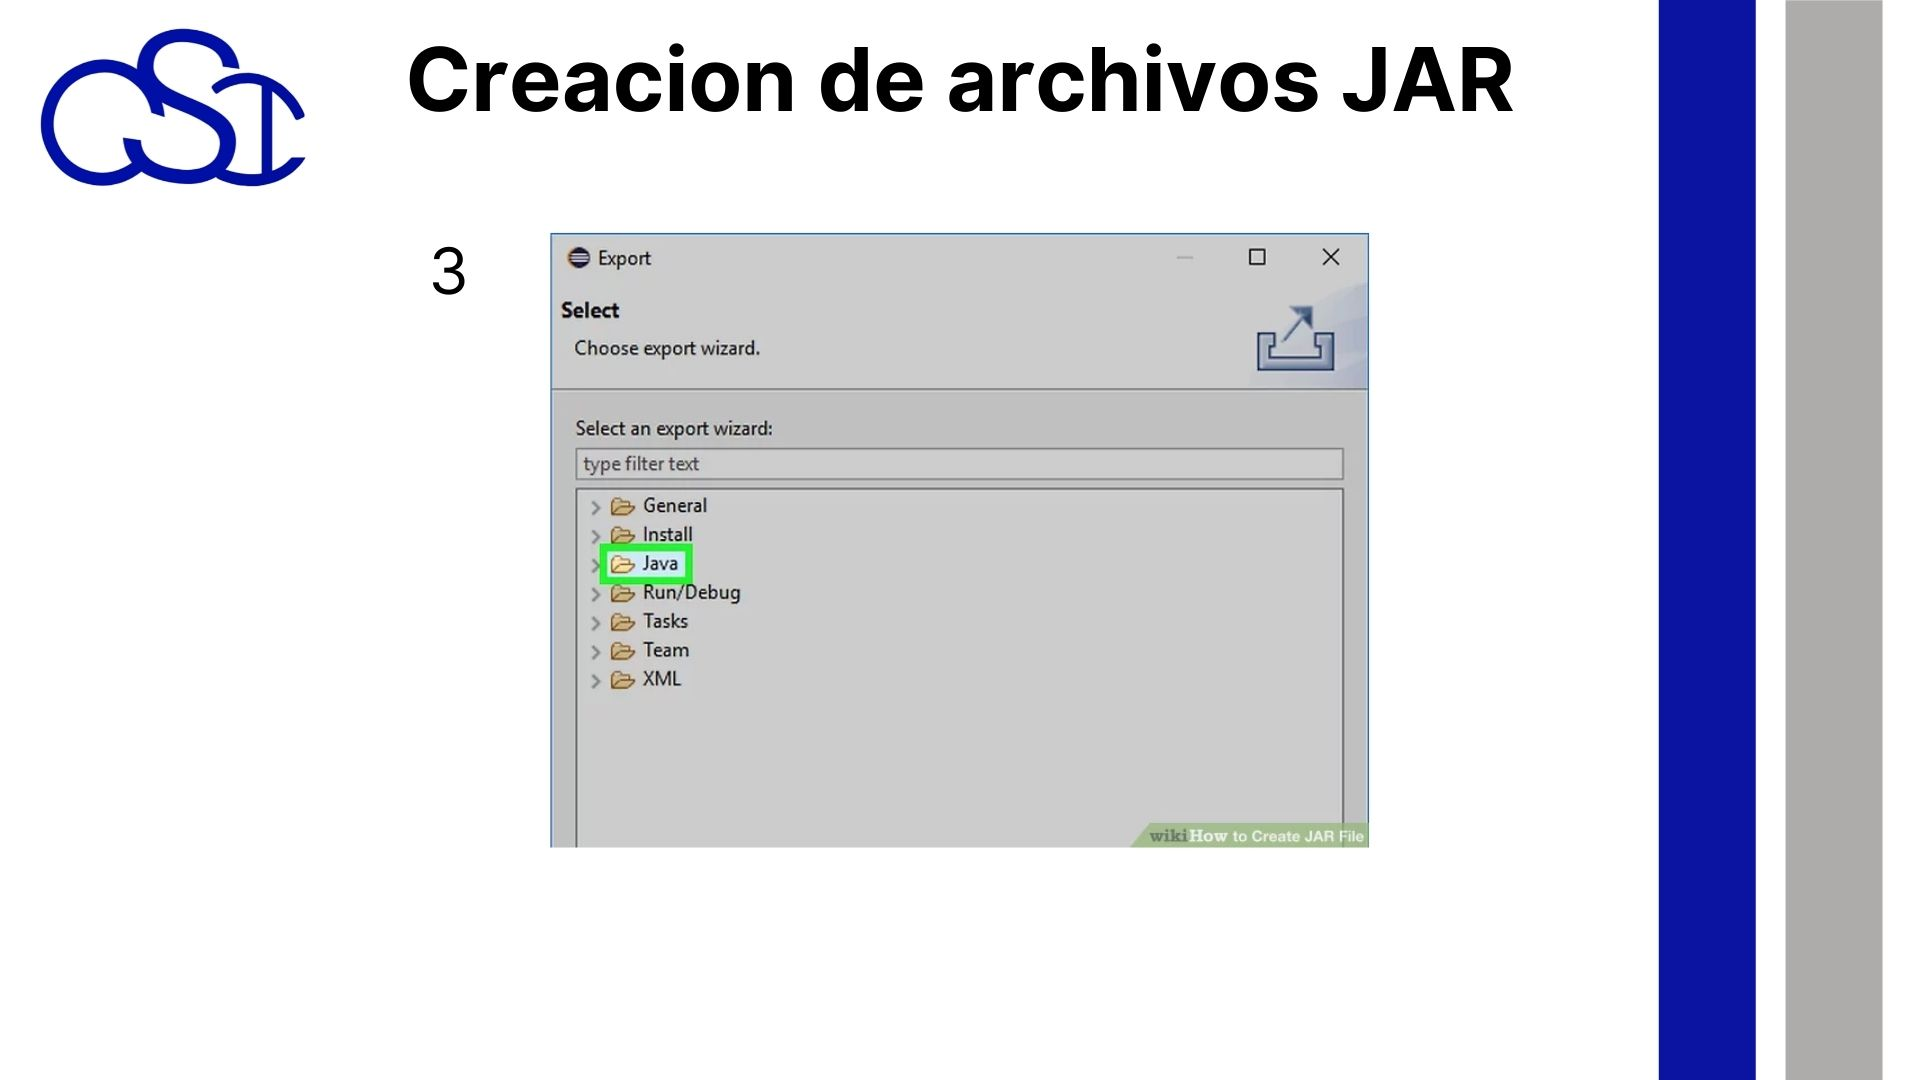 CSI
Creacion de archivos JAR
3
Export
Select
Choose export wizard.
Select an export wizard:
type filter text
General
Install
Java
Run/Debug
Tasks
Team
XML
wikiHow to Create JAR File